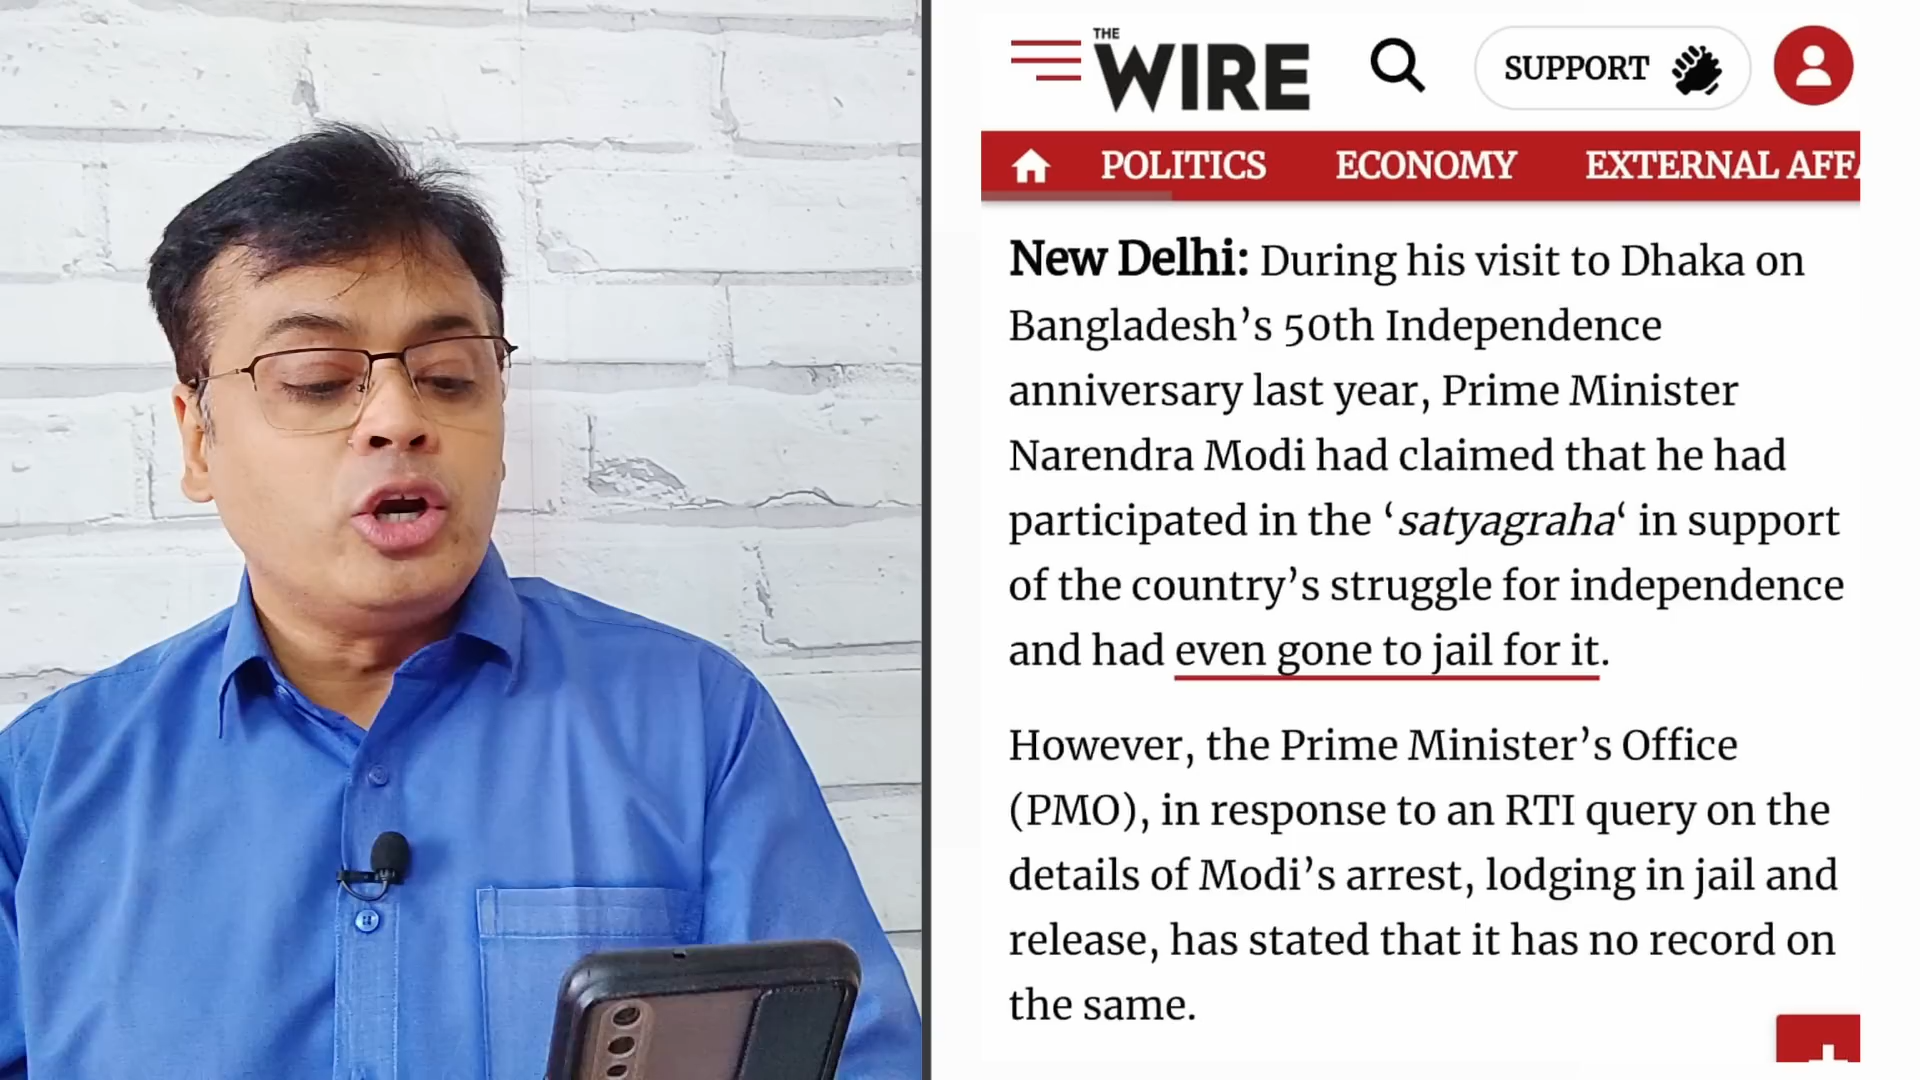 THE
WIRE
SUPPORT
POLITICS ECONOMY EXTERNAL AFFA
New Delhi: During his visit to Dhaka on
Bangladesh’s 50th Independence
anniversary last year, Prime Minister
Narendra Modi had claimed that he had
participated in the ‘satyagraha‘ in support
of the country’s struggle for independence
and had even gone to jail for it.
However, the Prime Minister’s Office
(PMO), in response to an RTI query on the
details of Modi’s arrest, lodging in jail and
release, has stated that it has no record on
the same.